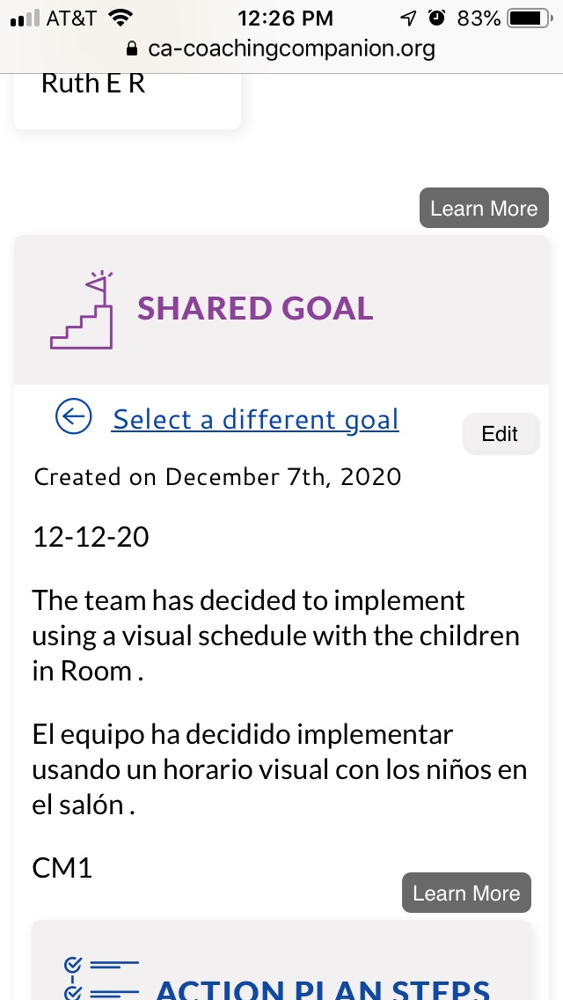 AT&T 12:26 PM 83%
ca-coachingcompanion.org
Ruth E R
Learn More
SHARED GOAL
Select a different goal
Edit
Created on December 7th, 2020
12-12-20
The team has decided to implement
using a visual schedule with the children
in Room .
El equipo ha decidido implementar
usando un horario visual con los niños en
el salón .
CM1
Learn More
ACTION PLAN STEPS